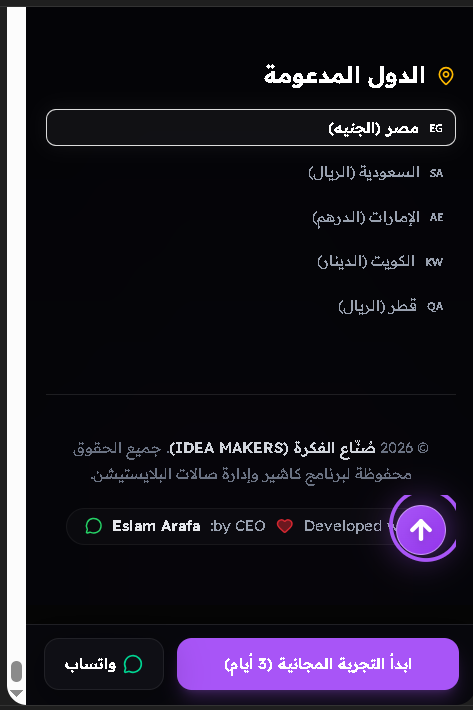 الدول المدعومة
EG مصر (الجنيه)
SA السعودية (الريال)
AE الإمارات (الدرهم)
KW الكويت (الدينار)
QA قطر (الريال)
© 2026 صُنّاع الفكرة (IDEA MAKERS). جميع الحقوق
محفوظة لبرنامج كاشير وإدارة صالات البلايستيشن.
Eslam Arafa :by CEO Developed
ابدأ التجربة المجانية (3 أيام)
واتساب